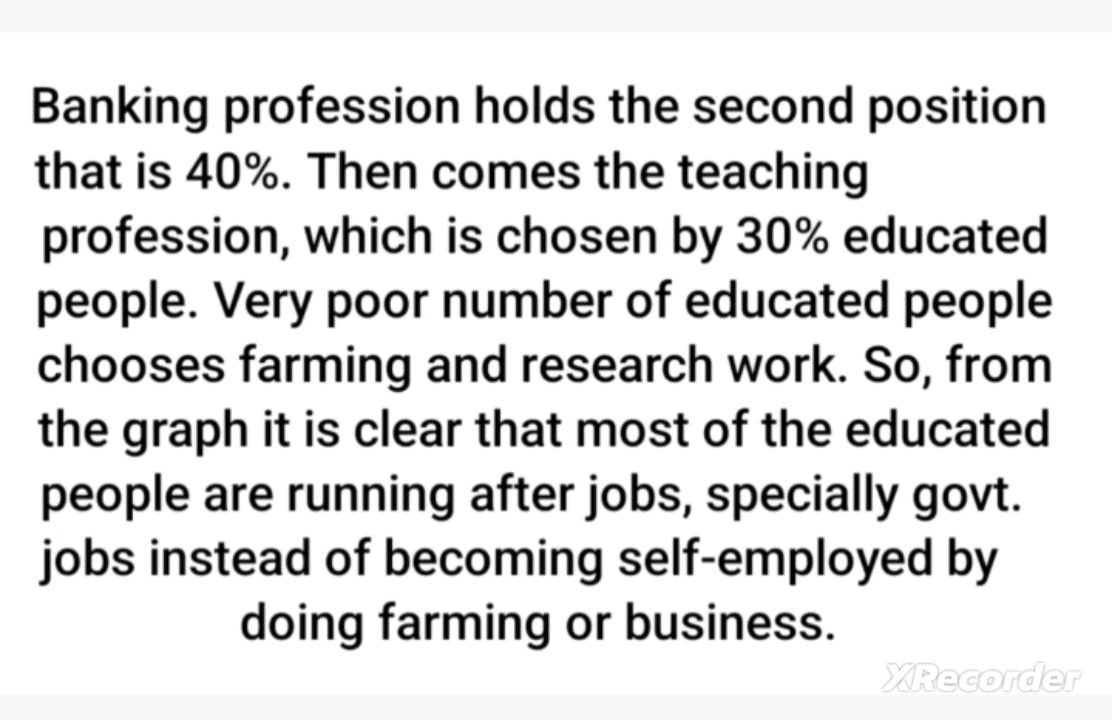 Banking profession holds the second position
that is 40%. Then comes the teaching
profession, which is chosen by 30% educated
people. Very poor number of educated people
chooses farming and research work. So, from
the graph it is clear that most of the educated
people are running after jobs, specially govt.
jobs instead of becoming self-employed by
doing farming or business.
XRecorder